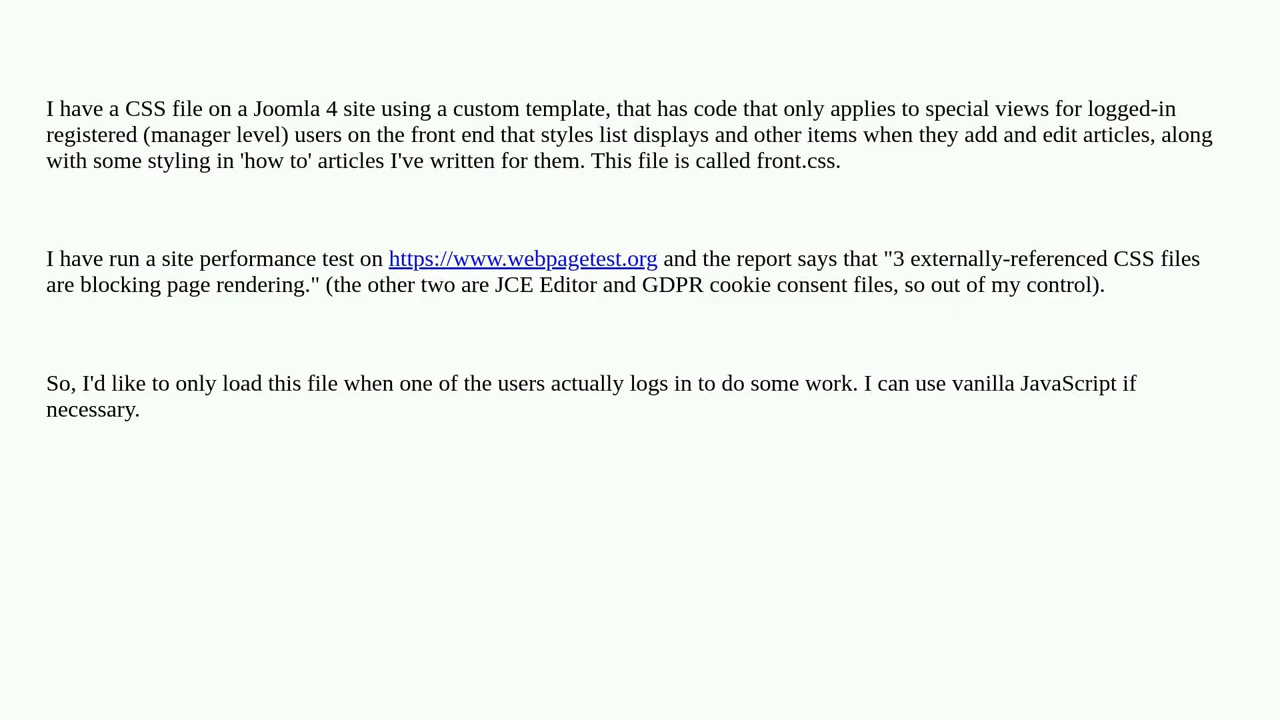 I have a CSS file on a Joomla 4 site using a custom template, that has code that only applies to special views for logged-in
registered (manager level) users on the front end that styles list displays and other items when they add and edit articles, along
with some styling in 'how to' articles I've written for them. This file is called front.css.
I have run a site performance test on https://www.webpagetest.org and the report says that "3 externally-referenced CSS files
are blocking page rendering." (the other two are JCE Editor and GDPR cookie consent files, so out of my control).
So, I'd like to only load this file when one of the users actually logs in to do some work. I can use vanilla JavaScript if
necessary.